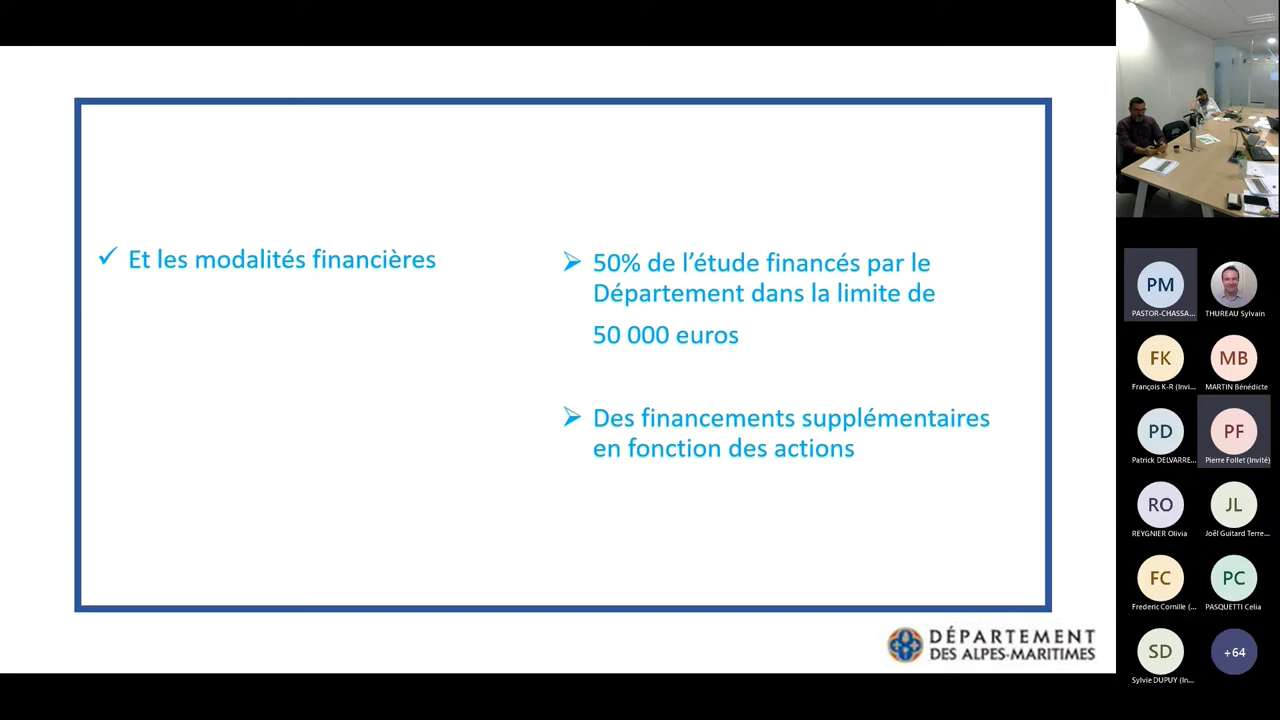 ✓ Et les modalités financières
➢ 50% de l’étude financés par le
Département dans la limite de
50 000 euros
➢ Des financements supplémentaires
en fonction des actions
DÉPARTEMENT
DES ALPES-MARITIMES
PM
PASTOR-CHASSA...
THUREAU Sylvain
FK
François K-R (Invi...
MB
MARTIN Bénédicte
PD
Patrick DELVARRE...
PF
Pierre Follet (Invité)
RO
REYGNIER Olivia
JL
Joël Guitard Terre...
FC
Frederic Cornille (...
PC
PASQUETTI Celia
SD
Sylvie DUPUY (In...
+64